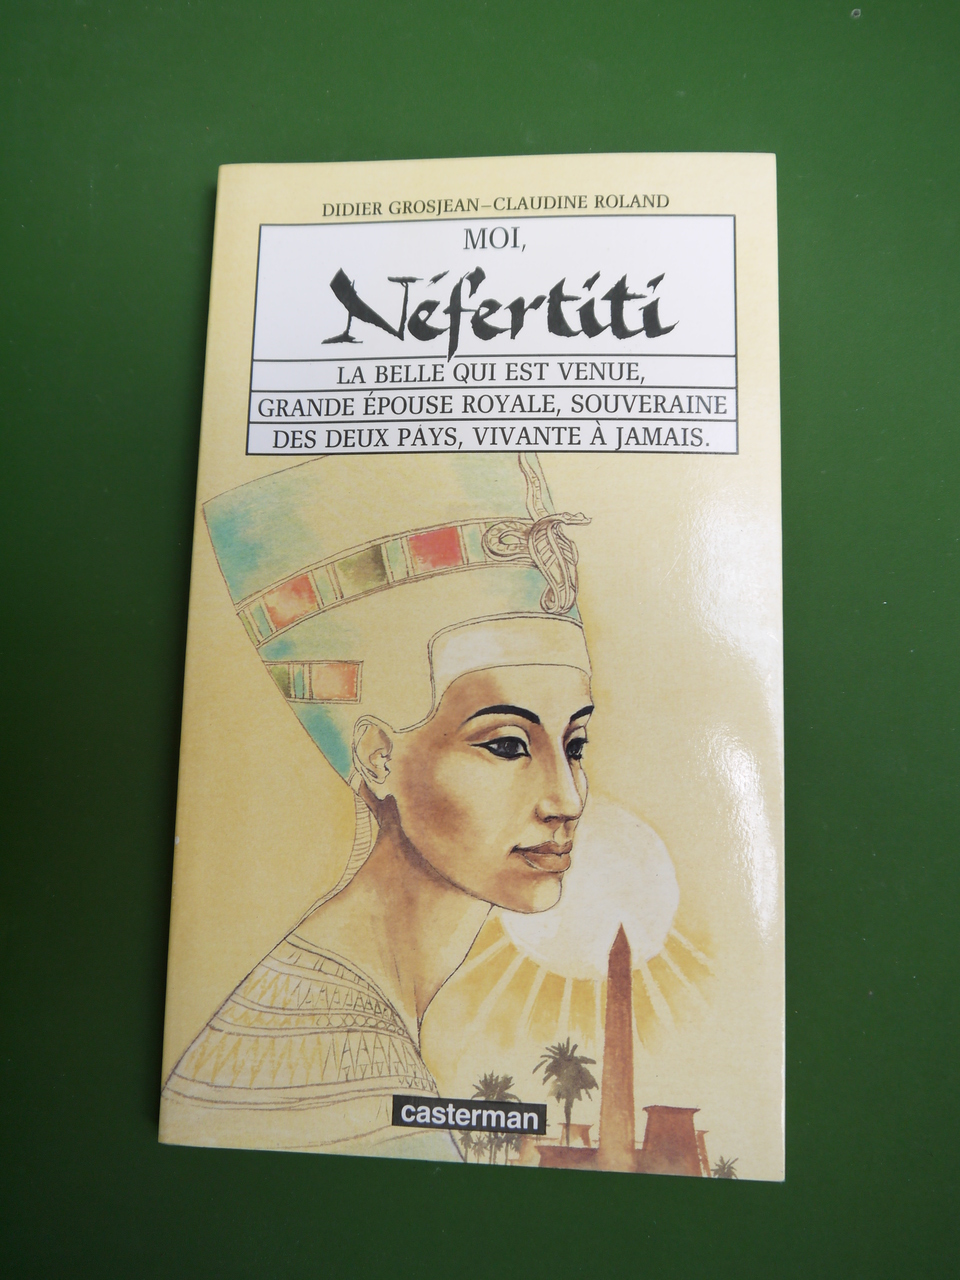 DIDIER GROSJEAN–CLAUDINE ROLAND
MOI,
Néfertiti
LA BELLE QUI EST VENUE,
GRANDE ÉPOUSE ROYALE, SOUVERAINE
DES DEUX PAYS, VIVANTE À JAMAIS.
casterman